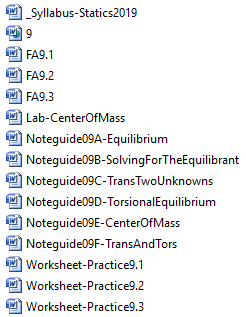 _Syllabus-Statics2019
9
FA9.1
FA9.2
FA9.3
Lab-CenterOfMass
Noteguide09A-Equilibrium
Noteguide09B-SolvingForTheEquilibrant
Noteguide09C-TransTwoUnknowns
Noteguide09D-TorsionalEquilibrium
Noteguide09E-CenterOfMass
Noteguide09F-TransAndTors
Worksheet-Practice9.1
Worksheet-Practice9.2
Worksheet-Practice9.3